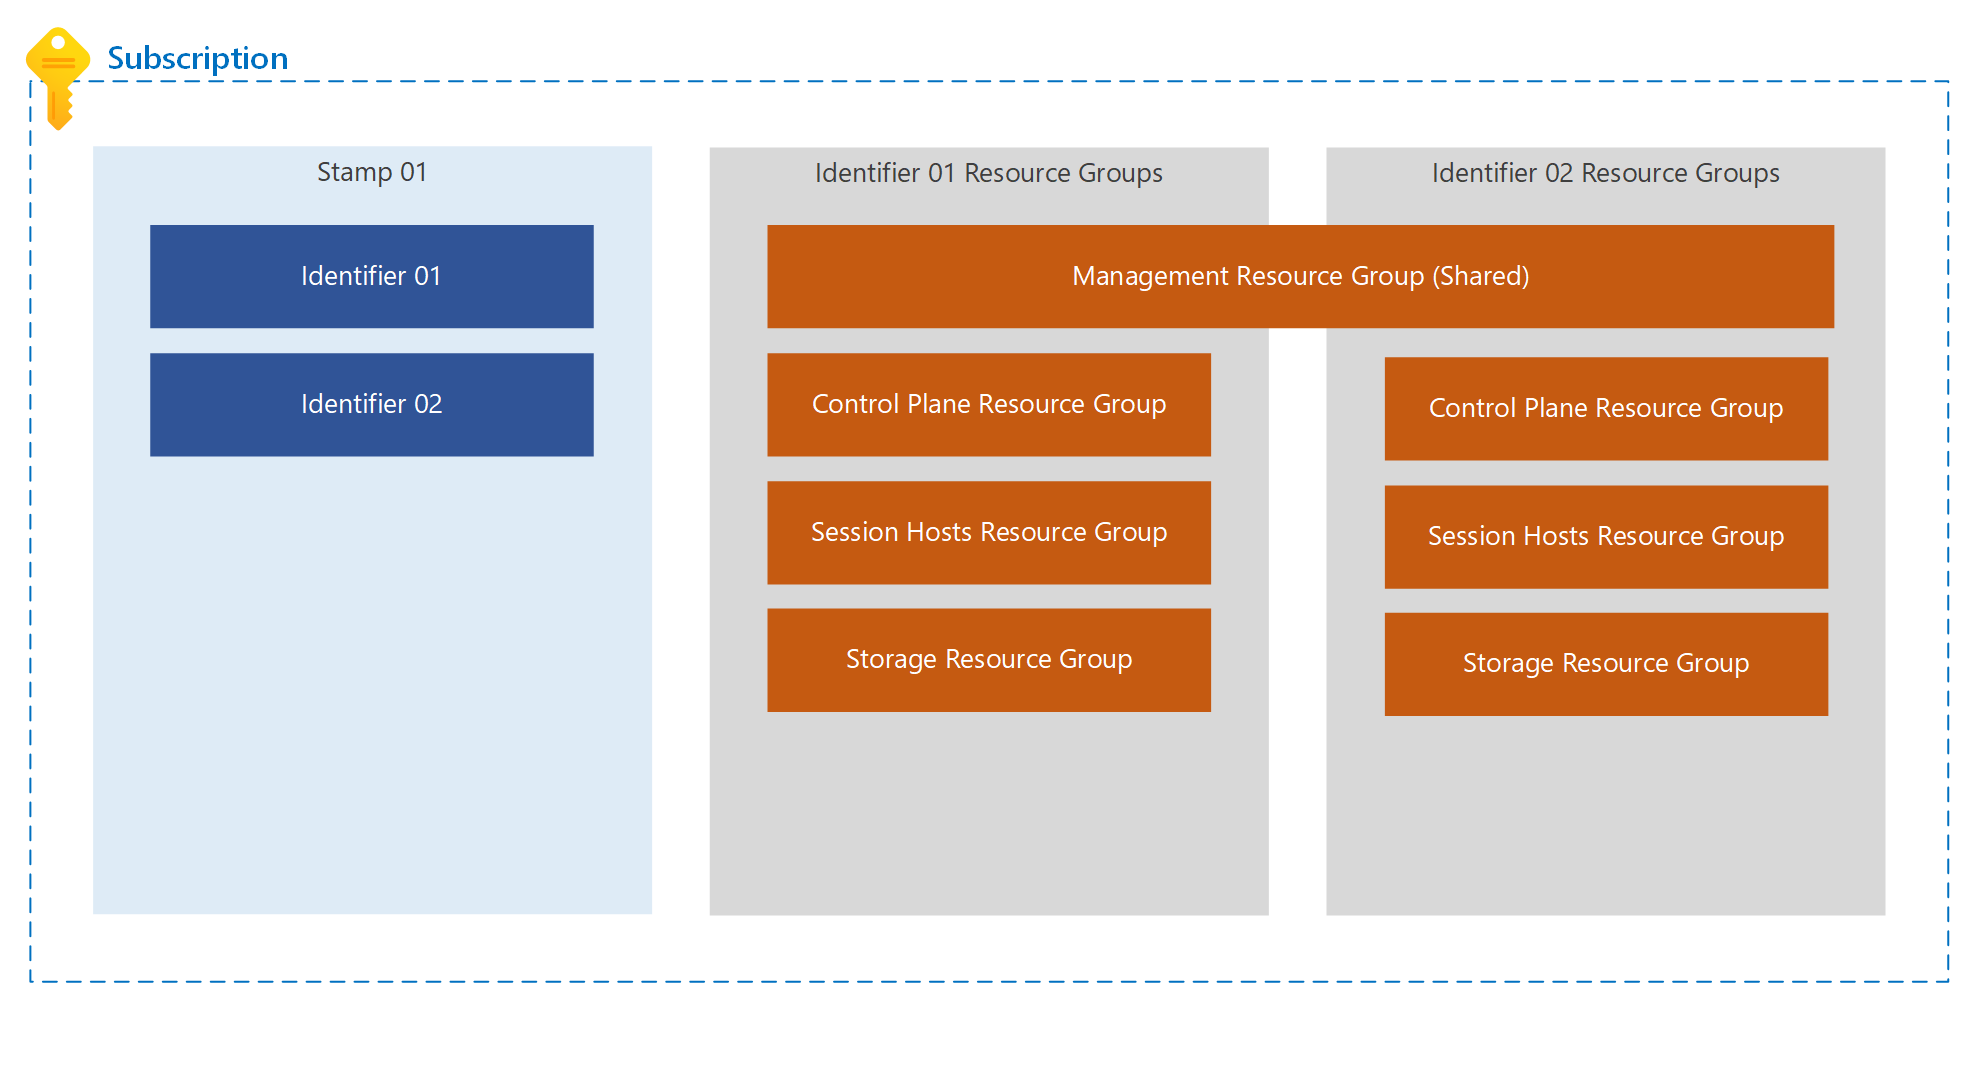 Subscription
Stamp 01
Identifier 01
Identifier 02
Identifier 01 Resource Groups
Identifier 02 Resource Groups
Management Resource Group (Shared)
Control Plane Resource Group
Session Hosts Resource Group
Storage Resource Group
Control Plane Resource Group
Session Hosts Resource Group
Storage Resource Group